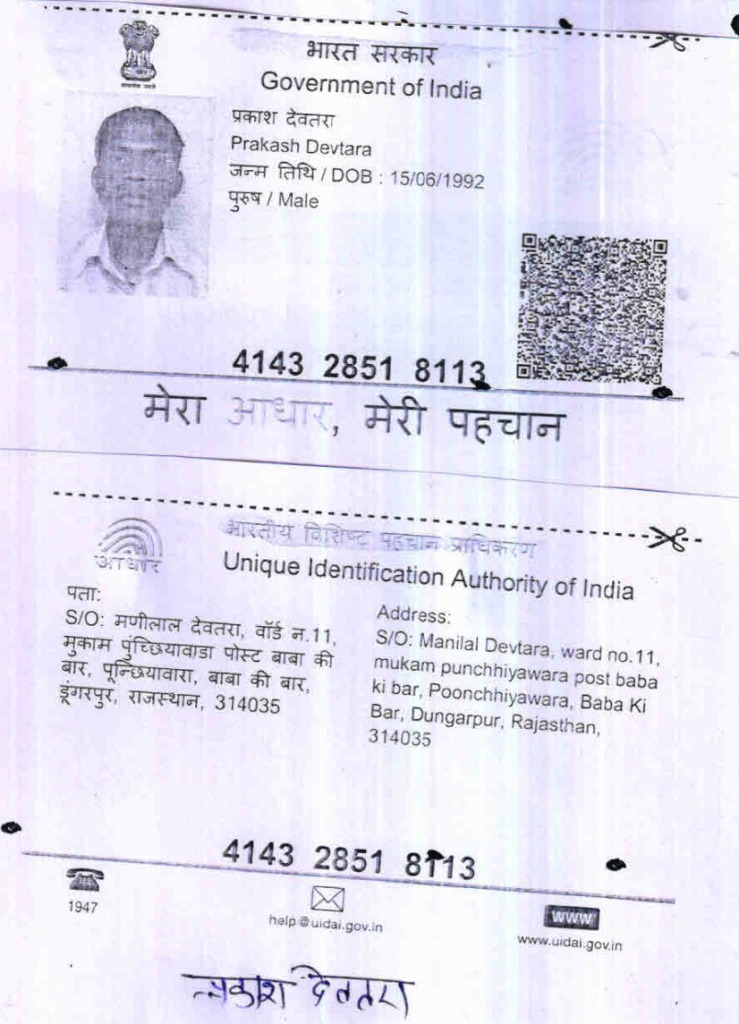 भारत सरकार
Government of India
प्रकाश देवतरा
Prakash Devtara
जन्म तिथि / DOB : 15/06/1992
पुरुष / Male
4143 2851 8113
मेरा आधार, मेरी पहचान
भारतीय विशिष्ट पहचान प्राधिकरण
आधार
Unique Identification Authority of India
पता:
S/O: मणीलाल देवतरा, वॉर्ड न.11,
मुकाम पुंच्छियावाडा पोस्ट बाबा की
बार, पून्छियावारा, बाबा की बार,
डूंगरपुर, राजस्थान, 314035
Address:
S/O: Manilal Devtara, ward no.11,
mukam punchhiyawara post baba
ki bar, Poonchhiyawara, Baba Ki
Bar, Dungarpur, Rajasthan,
314035
4143 2851 8113
1947
help@uidai.gov.in
www
www.uidai.gov.in
प्रकाश देवतरा